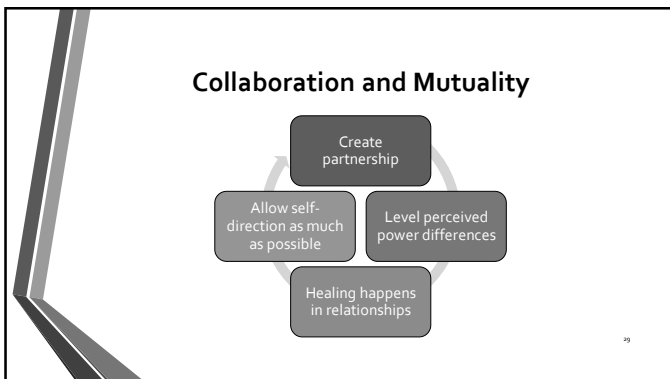 Collaboration and Mutuality
Create
partnership
Level perceived
power differences
Healing happens
in relationships
Allow self-
direction as much
as possible
29